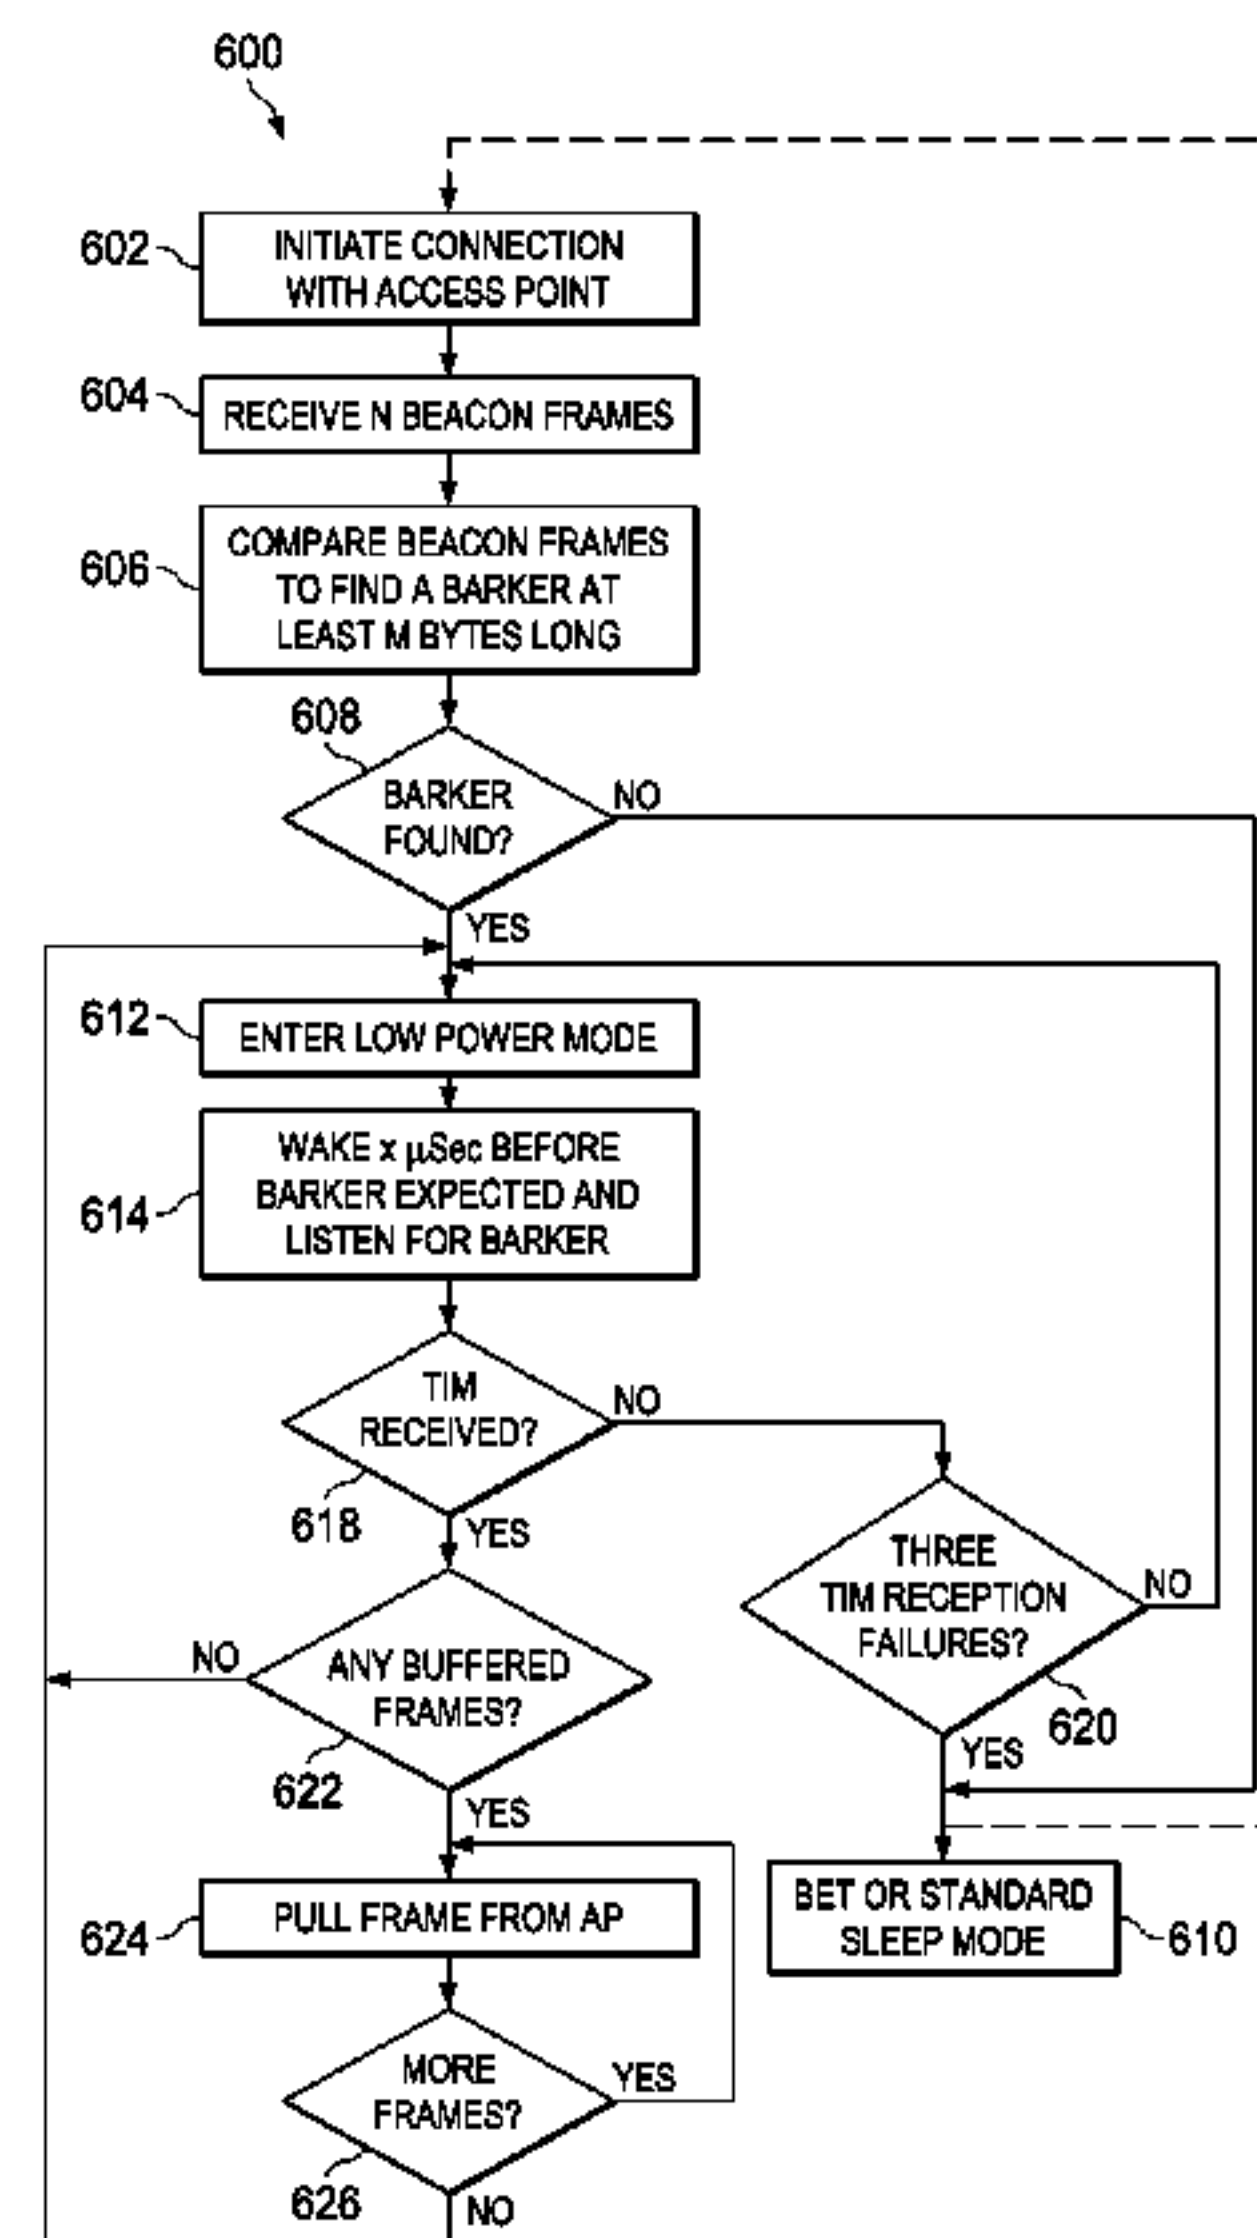 600
602
INITIATE CONNECTION
WITH ACCESS POINT
604
RECEIVE N BEACON FRAMES
606
COMPARE BEACON FRAMES
TO FIND A BARKER AT
LEAST M BYTES LONG
608
BARKER
FOUND?
NO
YES
612
ENTER LOW POWER MODE
614
WAKE x µSec BEFORE
BARKER EXPECTED AND
LISTEN FOR BARKER
TIM
RECEIVED?
NO
618
YES
THREE
TIM RECEPTION
FAILURES?
NO
620
YES
ANY BUFFERED
FRAMES?
NO
622
YES
624
PULL FRAME FROM AP
BET OR STANDARD
SLEEP MODE
610
MORE
FRAMES?
YES
626
NO